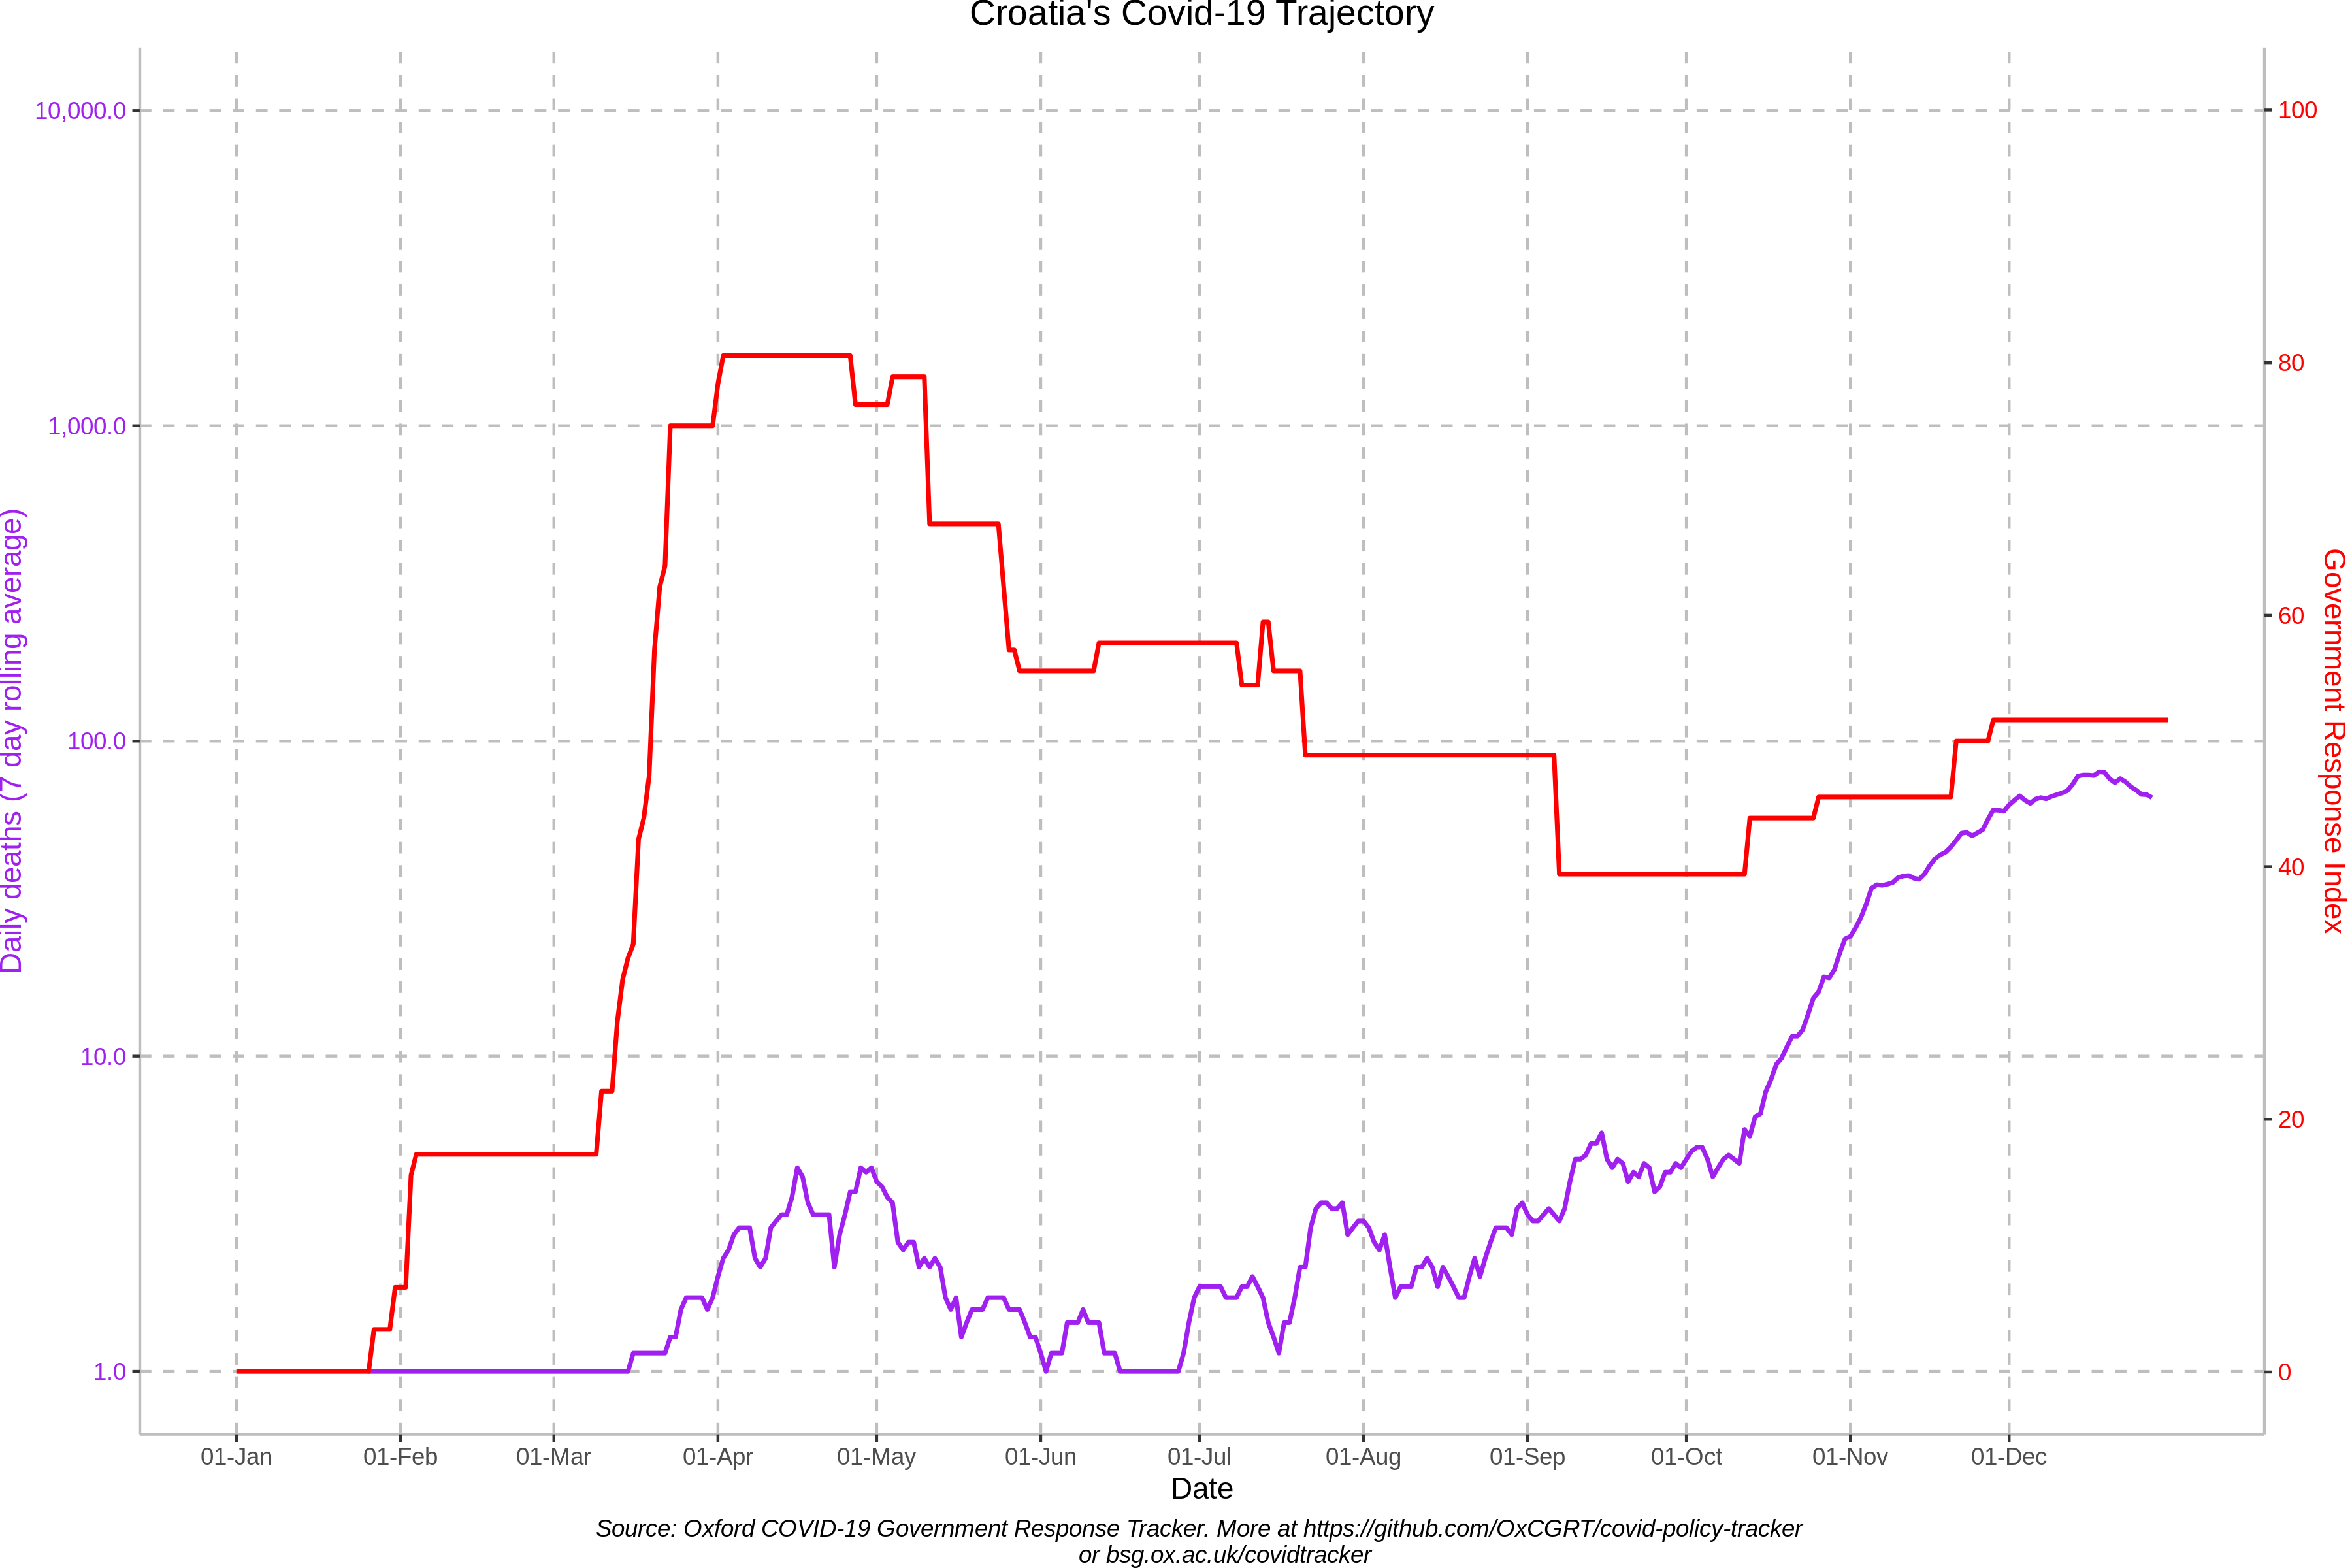 Croatia's Covid-19 Trajectory
10,000.0
1,000.0
100.0
10.0
1.0
Daily deaths (7 day rolling average)
100
80
60
40
20
0
Government Response Index
01-Jan 01-Feb 01-Mar 01-Apr 01-May 01-Jun 01-Jul 01-Aug 01-Sep 01-Oct 01-Nov 01-Dec
Date
Source: Oxford COVID-19 Government Response Tracker. More at https://github.com/OxCGRT/covid-policy-tracker
or bsg.ox.ac.uk/covidtracker